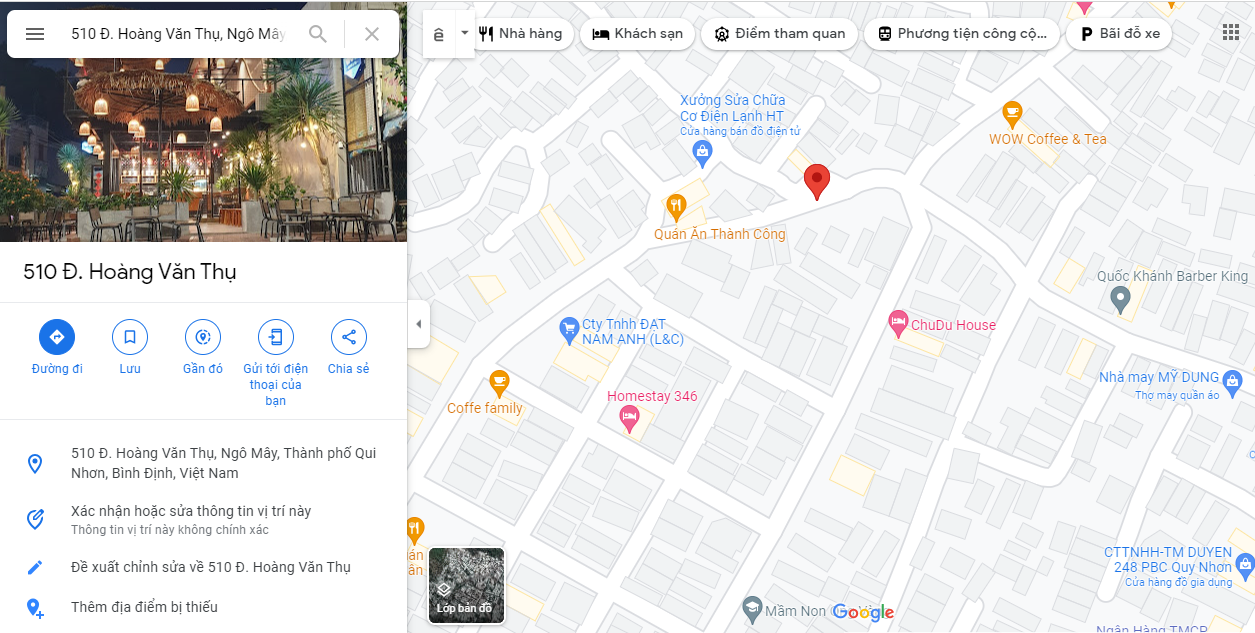 510 Đ. Hoàng Văn Thụ, Ngô Mây
ê
Nhà hàng
Khách sạn
Điểm tham quan
Phương tiện công cộ...
Bãi đỗ xe
510 Đ. Hoàng Văn Thụ
Đường đi
Lưu
Gần đó
Gửi tới điện
thoại của
bạn
Chia sẻ
510 Đ. Hoàng Văn Thụ, Ngô Mây, Thành phố Qui
Nhơn, Bình Định, Việt Nam
Xác nhận hoặc sửa thông tin vị trí này
Thông tin vị trí này không chính xác
Đề xuất chỉnh sửa về 510 Đ. Hoàng Văn Thụ
Thêm địa điểm bị thiếu
Xưởng Sửa Chữa
Cơ Điện Lạnh HT
Cửa hàng bán đồ điện tử
WOW Coffee & Tea
Quán Ăn Thành Công
Quốc Khánh Barber King
Cty Tnhh ĐẠT
NAM ANH (L&C)
ChuDu House
Nhà may MỸ DUNG
Thợ may quần áo
Homestay 346
Coffe family
CTTNHH-TM DUYEN
248 PBC Quy Nhơn
Cửa hàng đồ gia dụng
Lớp bản đồ
Mầm Non
Google
Ngân Hàng TMCP